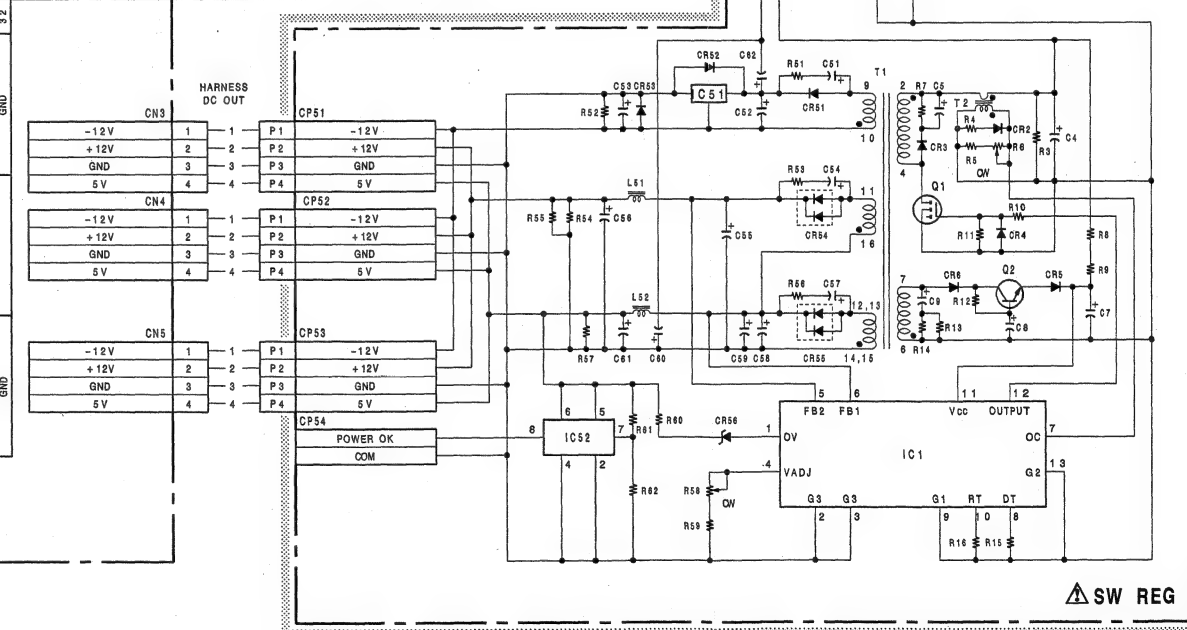 32
GND
GND
HARNESS
DC OUT
CN3
-12V 1
+12V 2
GND 3
5V 4
1
2
3
4
CP51
P1 -12V
P2 +12V
P3 GND
P4 5V
CN4
-12V 1
+12V 2
GND 3
5V 4
1
2
3
4
CP52
P1 -12V
P2 +12V
P3 GND
P4 5V
CN5
-12V 1
+12V 2
GND 3
5V 4
1
2
3
4
CP53
P1 -12V
P2 +12V
P3 GND
P4 5V
CP54
POWER OK
COM
CR52 C62 R51 C51
R52 C53 CR53 C51 C52 CR51
9
10
T1
2
R7 C5
T2
R4 CR2
R5 R6
CW
CR3
R3 C4
4
Q1
R10
R11 CR4
R8
R9
L51
R53 C54
11
CR54
16
R55 R54 C56
C55
L52
R56 C57
12,13
CR55
14,15
R57 C61 C60 C59 C58
7
CR6 Q2 CR5
C9 R12
R14 R13 C8 C7
6
6 5
8 IC52 7
4 2
R61 R60
R62
CR56
R58
CW
R59
5 6 11 12
FB2 FB1 Vcc OUTPUT
1 OV
4 VADJ
IC1
OC 7
G2 13
G3 G3 G1 RT DT
2 3 9 10 8
R16 R15
SW REG